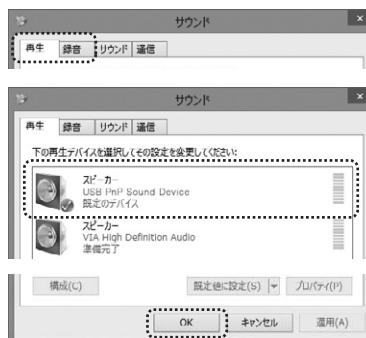 サウンド
再生 録音 サウンド 通信
サウンド
再生 録音 サウンド 通信
下の再生デバイスを選択してその設定を変更してください:
スピーカー
USB PnP Sound Device
既定のデバイス
スピーカー
VIA High Definition Audio
準備完了
構成(C) 既定値に設定(S) プロパティ(P)
OK キャンセル 適用(A)